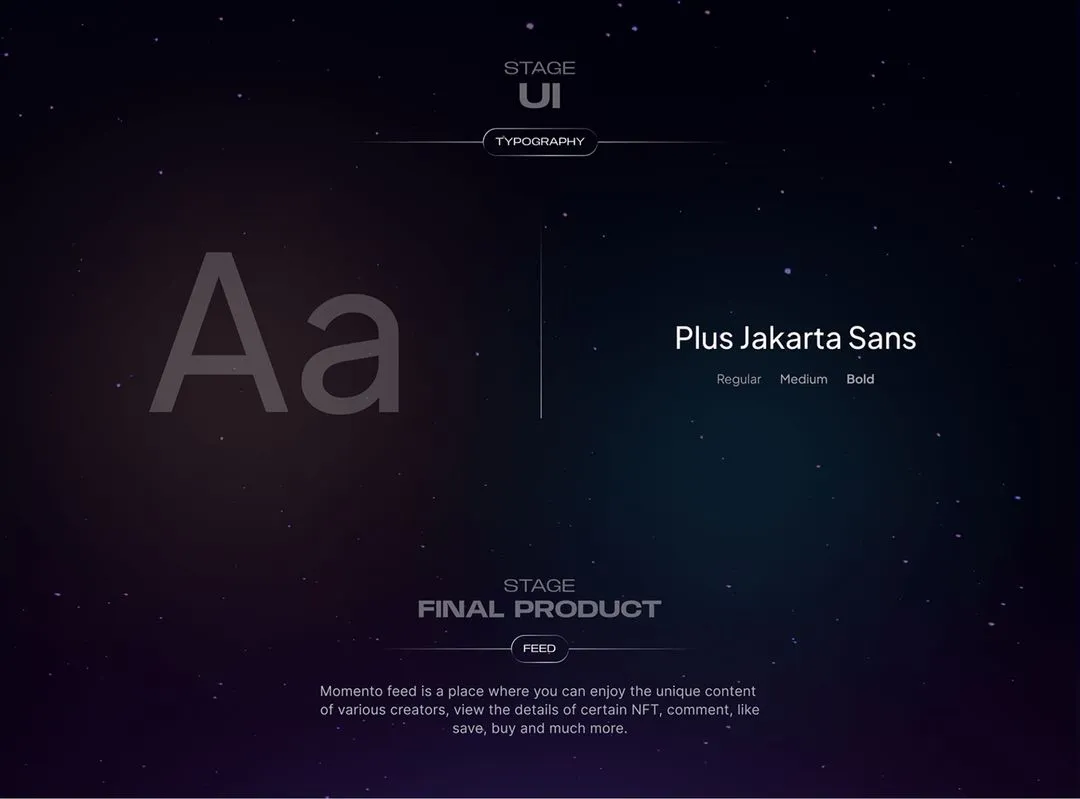 STAGE
UI
TYPOGRAPHY
Aa
Plus Jakarta Sans
Regular Medium Bold
STAGE
FINAL PRODUCT
FEED
Momento feed is a place where you can enjoy the unique content
of various creators, view the details of certain NFT, comment, like
save, buy and much more.